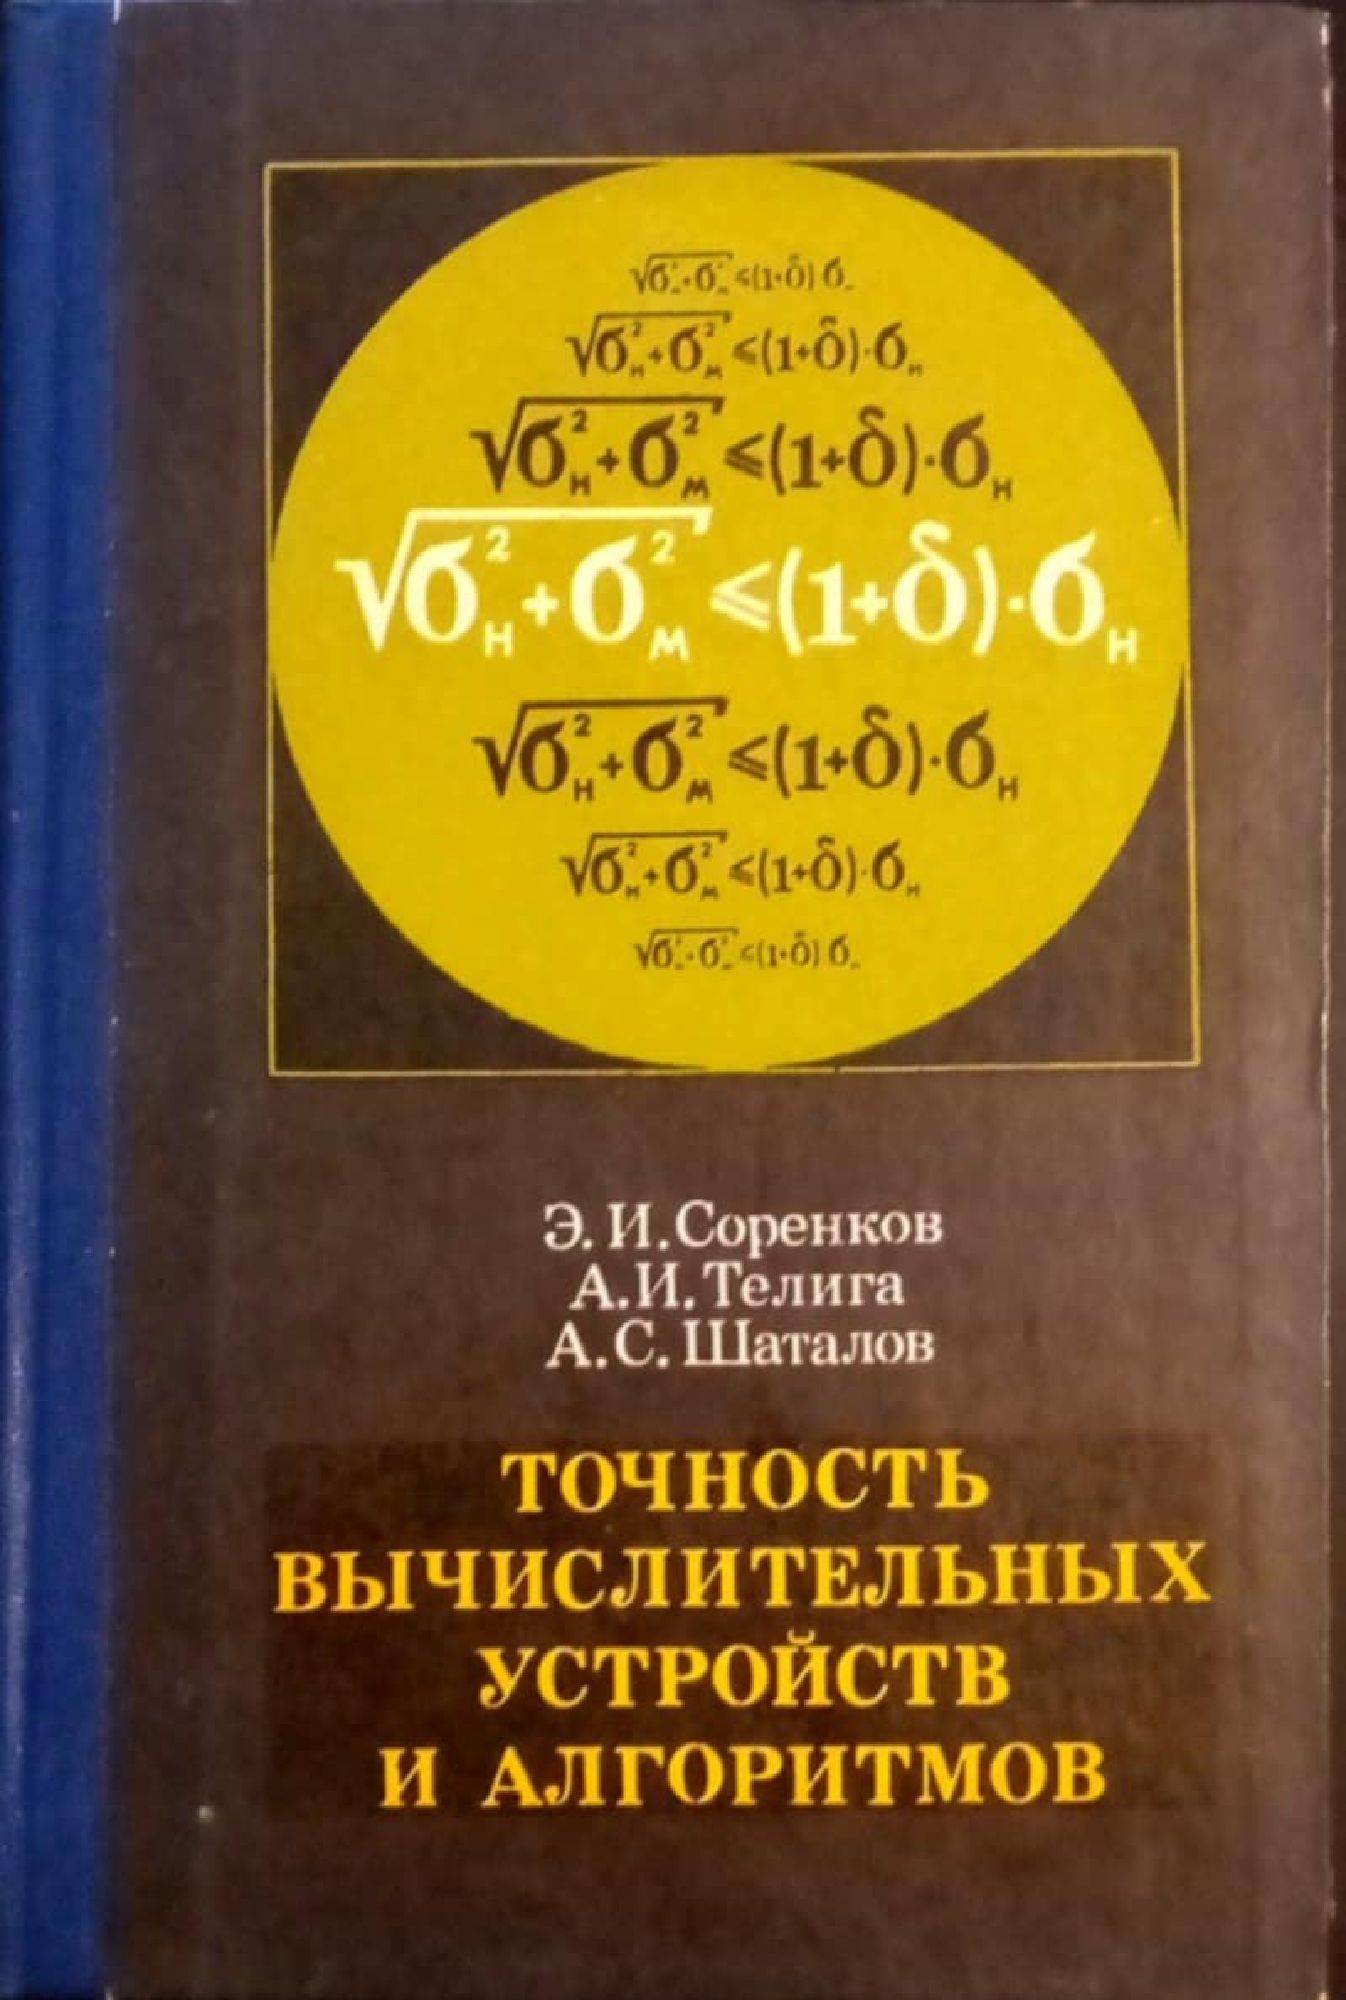 √σ²н+σ²м ≤(1+δ)·σн
√σ²н+σ²м ≤(1+δ)·σн
√σ²н+σ²м ≤(1+δ)·σн
√σ²н+σ²м ≤(1+δ)·σн
√σ²н+σ²м ≤(1+δ)·σн
√σ²н+σ²м ≤(1+δ)·σн
√σ²н+σ²м ≤(1+δ)·σн
Э. И. Соренков
А. И. Телига
А. С. Шаталов
ТОЧНОСТЬ
ВЫЧИСЛИТЕЛЬНЫХ
УСТРОЙСТВ
И АЛГОРИТМОВ